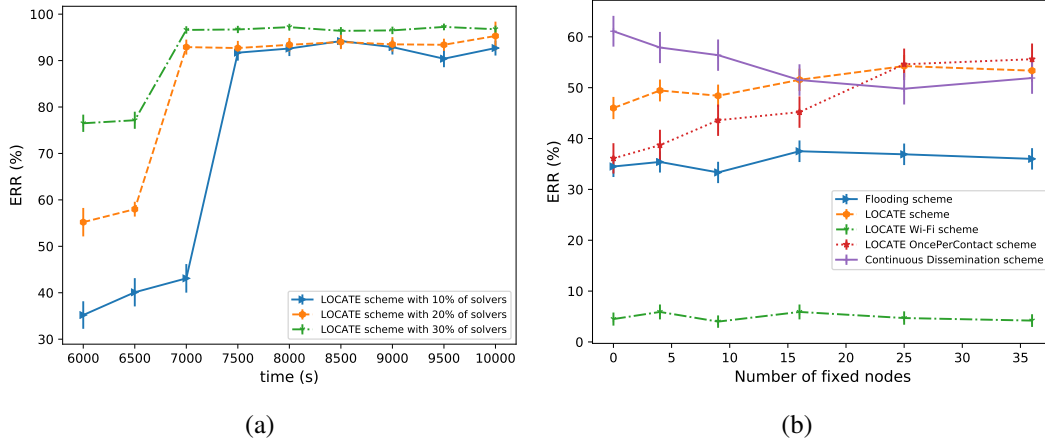 100
90
80
70
60
50
40
30
ERR (%)
6000 6500 7000 7500 8000 8500 9000 9500 10000
time (s)
LOCATE scheme with 10% of solvers
LOCATE scheme with 20% of solvers
LOCATE scheme with 30% of solvers
(a)
60
50
40
30
20
10
0
ERR (%)
0 5 10 15 20 25 30 35
Number of fixed nodes
Flooding scheme
LOCATE scheme
LOCATE Wi-Fi scheme
LOCATE OncePerContact scheme
Continuous Dissemination scheme
(b)